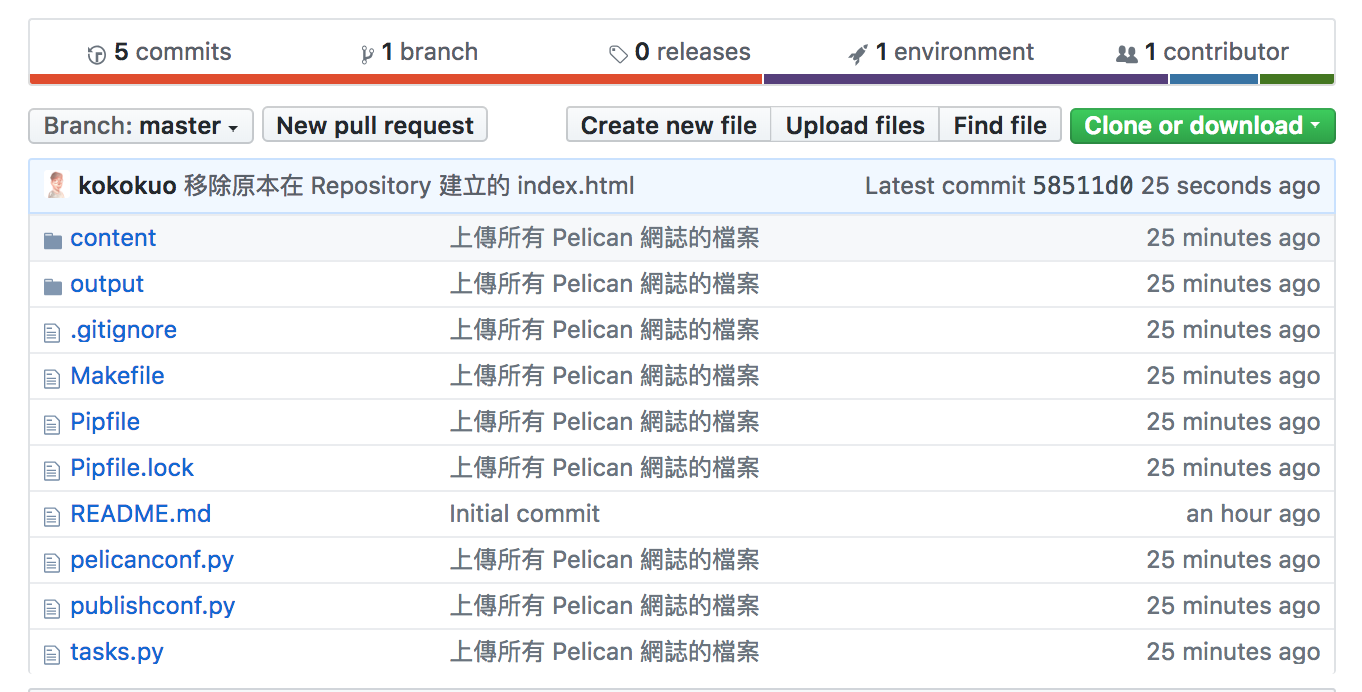 5 commits 1 branch 0 releases 1 environment 1 contributor
Branch: master New pull request Create new file Upload files Find file Clone or download
kokokuo 移除原本在 Repository 建立的 index.html Latest commit 58511d0 25 seconds ago
content 上傳所有 Pelican 網誌的檔案 25 minutes ago
output 上傳所有 Pelican 網誌的檔案 25 minutes ago
.gitignore 上傳所有 Pelican 網誌的檔案 25 minutes ago
Makefile 上傳所有 Pelican 網誌的檔案 25 minutes ago
Pipfile 上傳所有 Pelican 網誌的檔案 25 minutes ago
Pipfile.lock 上傳所有 Pelican 網誌的檔案 25 minutes ago
README.md Initial commit an hour ago
pelicanconf.py 上傳所有 Pelican 網誌的檔案 25 minutes ago
publishconf.py 上傳所有 Pelican 網誌的檔案 25 minutes ago
tasks.py 上傳所有 Pelican 網誌的檔案 25 minutes ago